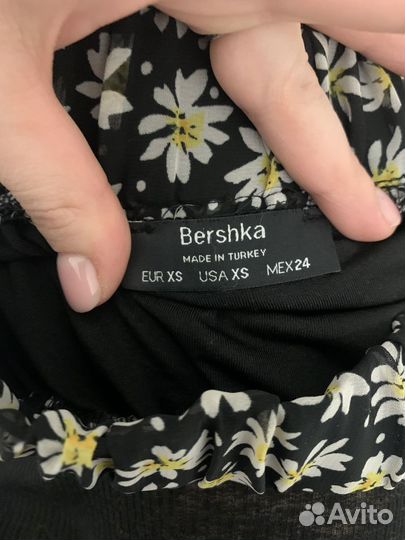 Bershka
MADE IN TURKEY
EUR XS USA XS MEX 24
Avito